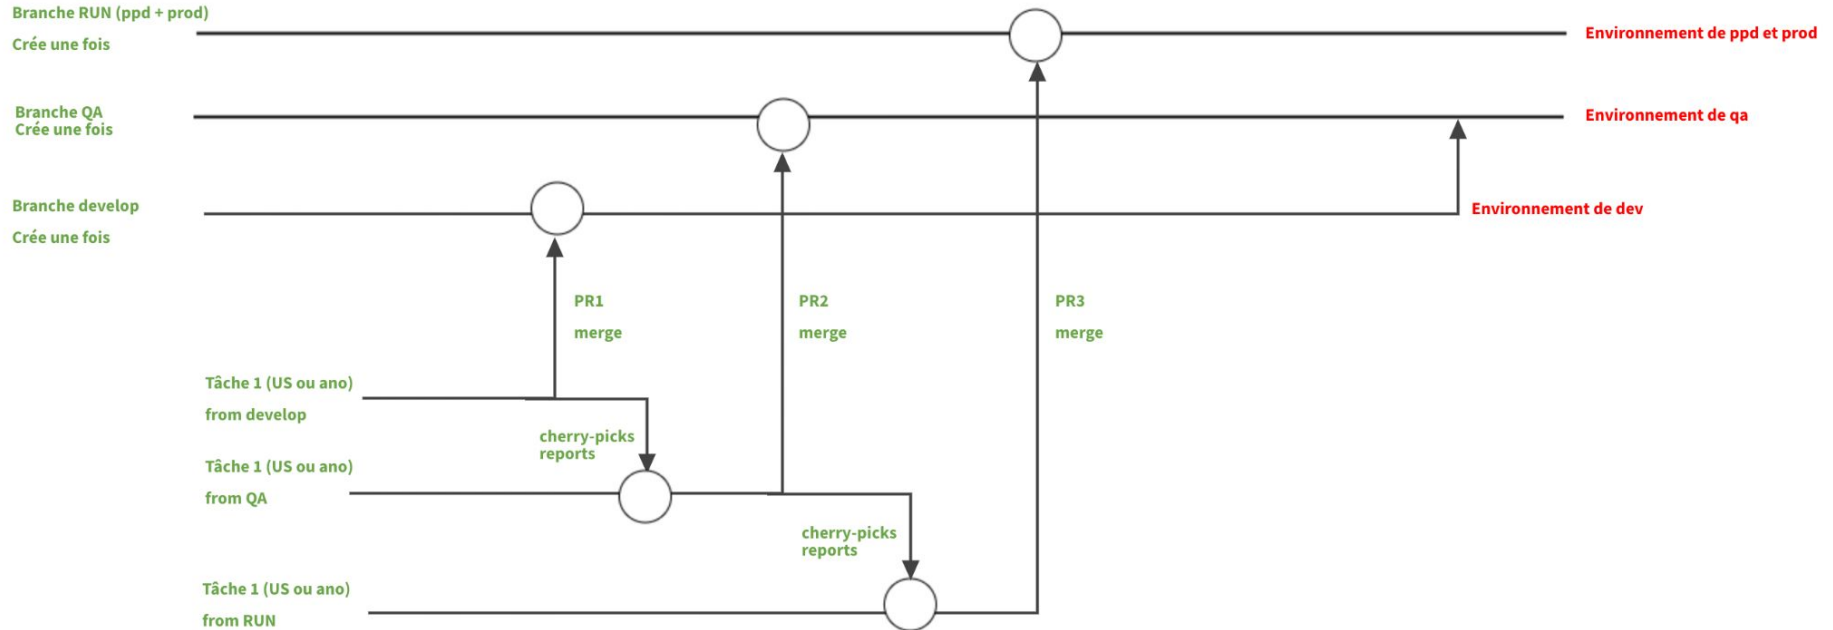 Branche RUN (ppd + prod)
Crée une fois
Environnement de ppd et prod
Branche QA
Crée une fois
Environnement de qa
Branche develop
Crée une fois
Environnement de dev
PR1
merge
PR2
merge
PR3
merge
Tâche 1 (US ou ano)
from develop
cherry-picks
reports
Tâche 1 (US ou ano)
from QA
cherry-picks
reports
Tâche 1 (US ou ano)
from RUN